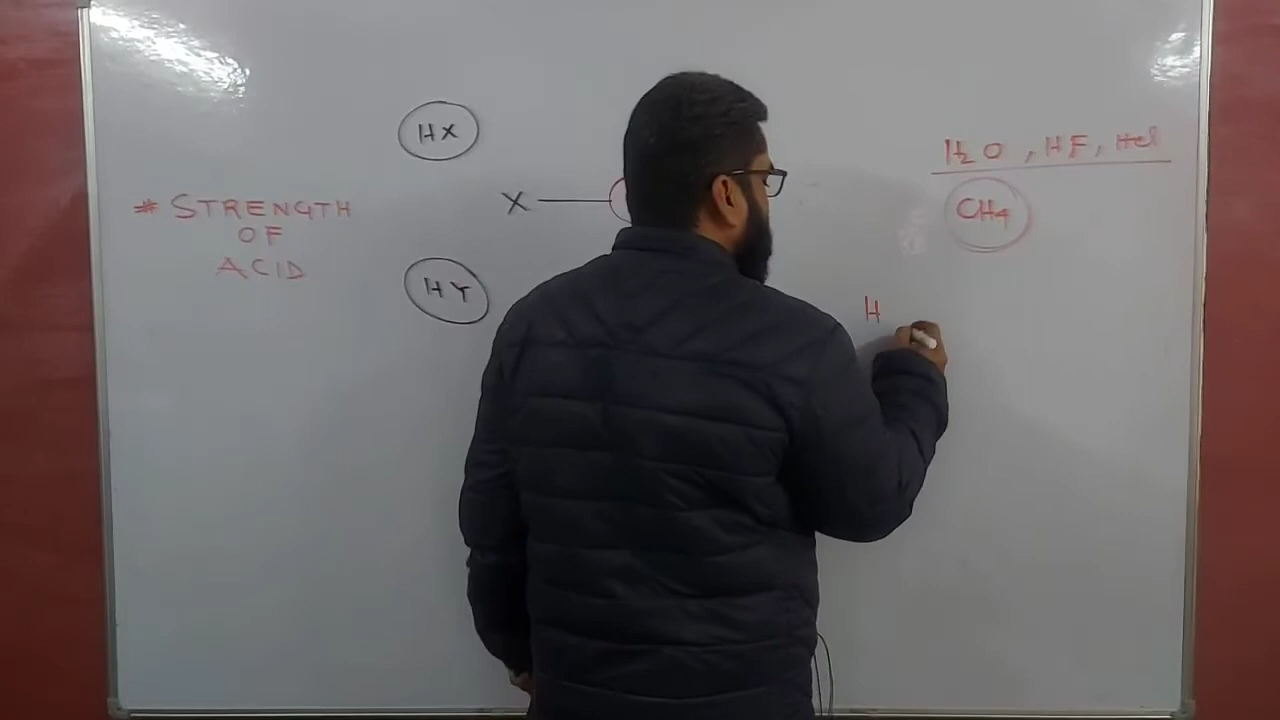 # STRENGTH
OF
ACID
HX
X
HY
H₂O, HF, HCl
CH₄
H